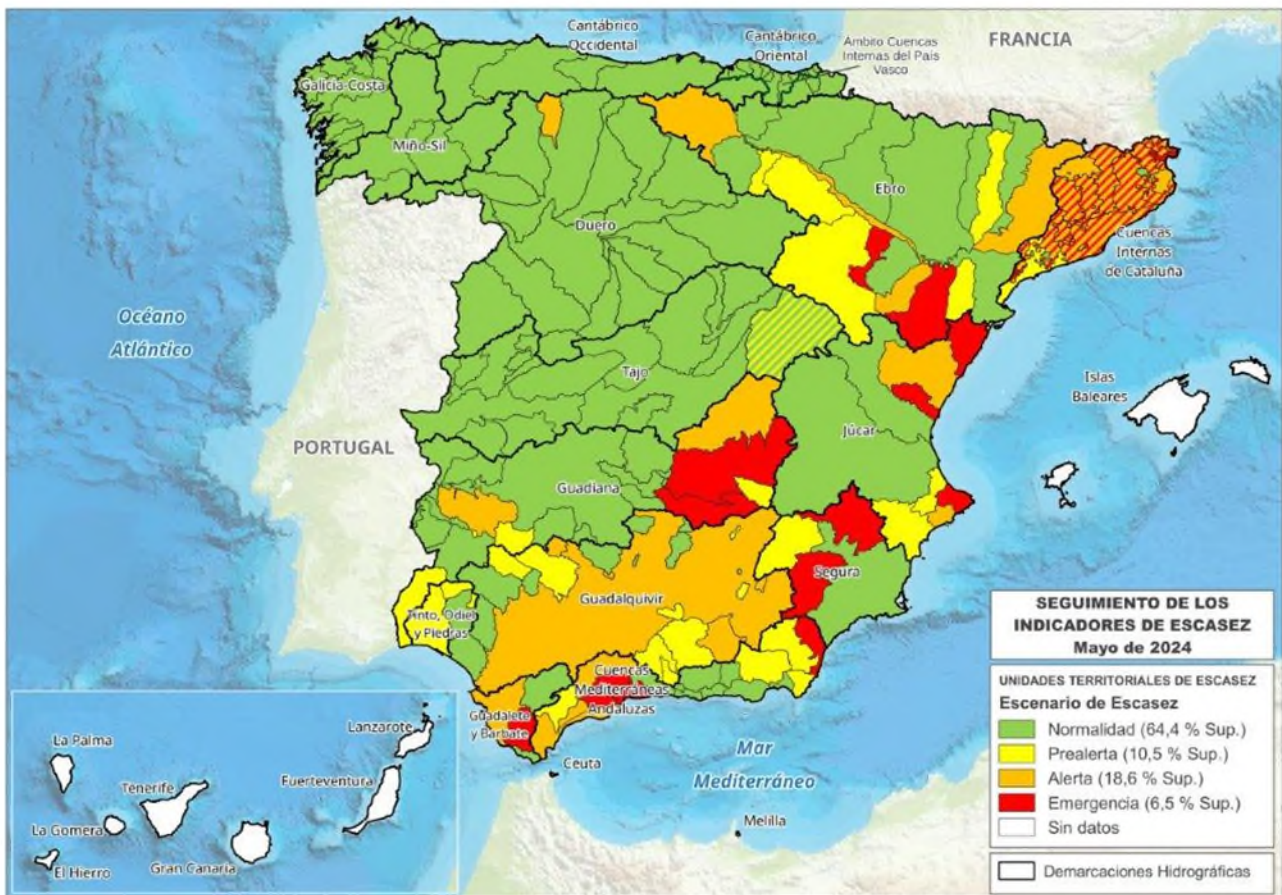 Cantábrico
Occidental
Cantábrico
Oriental
Ámbito Cuencas
Internas del País
Vasco
FRANCIA
Galicia-Costa
Miño-Sil
Ebro
Duero
Cuencas
Internas
de Cataluña
Océano
Atlántico
Tajo
Islas
Baleares
PORTUGAL
Júcar
Guadiana
Segura
Guadalquivir
Tinto, Odiel
y Piedras
Cuencas
Mediterráneas
Andaluzas
Guadalete
y Barbate
Ceuta
Mar
Mediterráneo
Melilla
Lanzarote
La Palma
Fuerteventura
Tenerife
La Gomera
El Hierro
Gran Canaria
SEGUIMIENTO DE LOS
INDICADORES DE ESCASEZ
Mayo de 2024
UNIDADES TERRITORIALES DE ESCASEZ
Escenario de Escasez
Normalidad (64,4 % Sup.)
Prealerta (10,5 % Sup.)
Alerta (18,6 % Sup.)
Emergencia (6,5 % Sup.)
Sin datos
Demarcaciones Hidrográficas